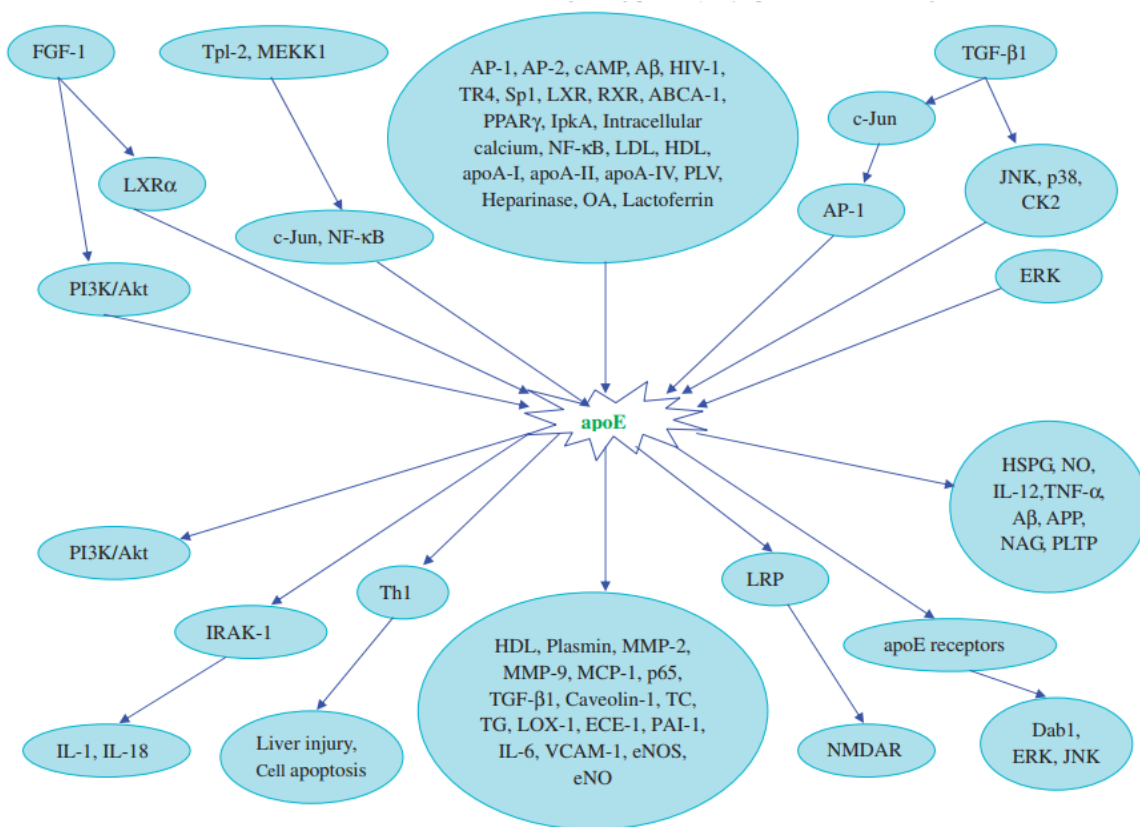 FGF-1
Tpl-2, MEKK1
AP-1, AP-2, cAMP, Aβ, HIV-1,
TR4, Sp1, LXR, RXR, ABCA-1,
PPARγ, IpkA, Intracellular
calcium, NF-κB, LDL, HDL,
apoA-I, apoA-II, apoA-IV, PLV,
Heparinase, OA, Lactoferrin
TGF-β1
c-Jun
LXRα
JNK, p38,
CK2
AP-1
c-Jun, NF-κB
PI3K/Akt
ERK
apoE
HSPG, NO,
IL-12,TNF-α,
Aβ, APP,
NAG, PLTP
PI3K/Akt
Th1
LRP
IRAK-1
HDL, Plasmin, MMP-2,
MMP-9, MCP-1, p65,
TGF-β1, Caveolin-1, TC,
TG, LOX-1, ECE-1, PAI-1,
IL-6, VCAM-1, eNOS,
eNO
apoE receptors
IL-1, IL-18
Liver injury,
Cell apoptosis
NMDAR
Dab1,
ERK, JNK